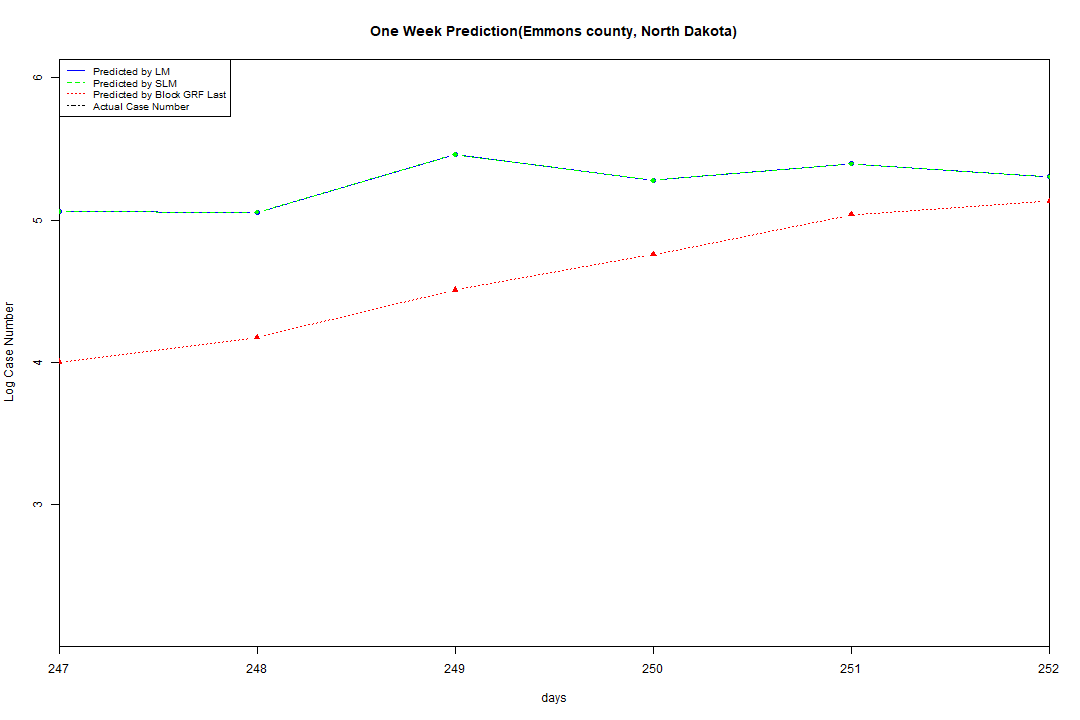 One Week Prediction(Emmons county, North Dakota)
Predicted by LM
Predicted by SLM
Predicted by Block GRF Last
Actual Case Number
6
5
4
3
Log Case Number
247 248 249 250 251 252
days